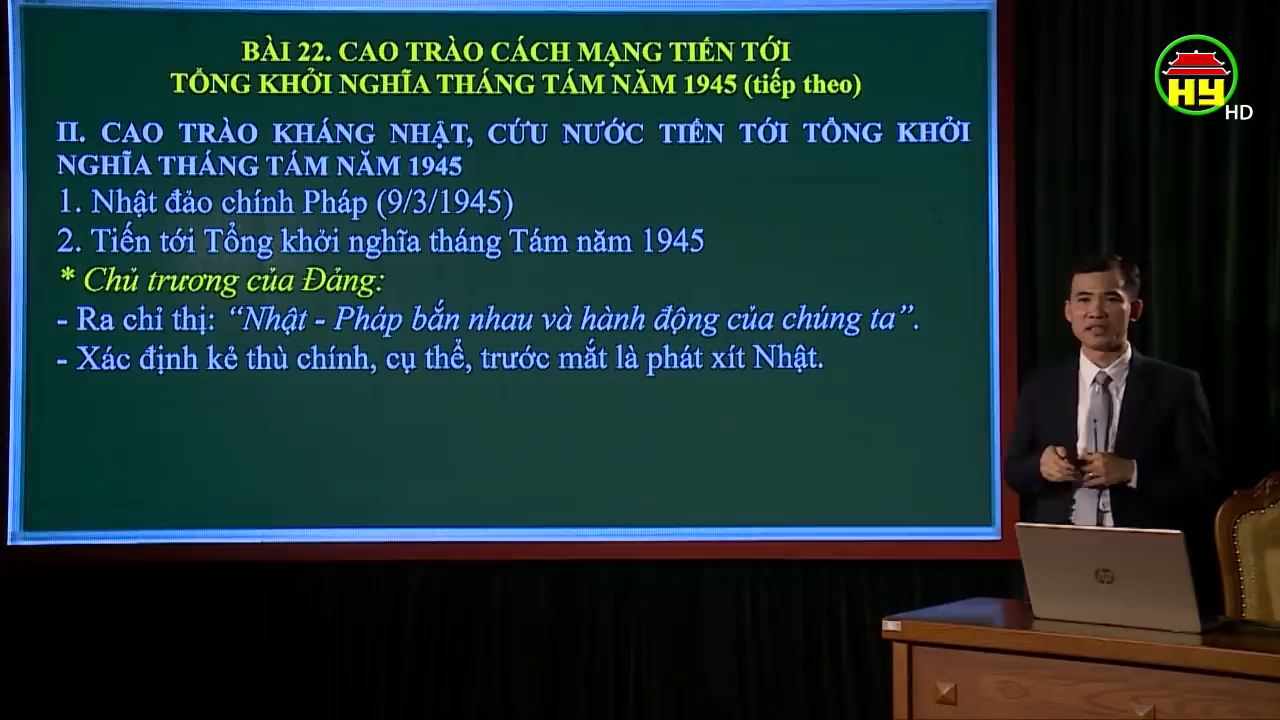 BÀI 22. CAO TRÀO CÁCH MẠNG TIẾN TỚI
TỔNG KHỞI NGHĨA THÁNG TÁM NĂM 1945 (tiếp theo)
II. CAO TRÀO KHÁNG NHẬT, CỨU NƯỚC TIẾN TỚI TỔNG KHỞI
NGHĨA THÁNG TÁM NĂM 1945
1. Nhật đảo chính Pháp (9/3/1945)
2. Tiến tới Tổng khởi nghĩa tháng Tám năm 1945
* Chủ trương của Đảng:
- Ra chỉ thị: “Nhật - Pháp bắn nhau và hành động của chúng ta”.
- Xác định kẻ thù chính, cụ thể, trước mắt là phát xít Nhật.
HY
HD
hp